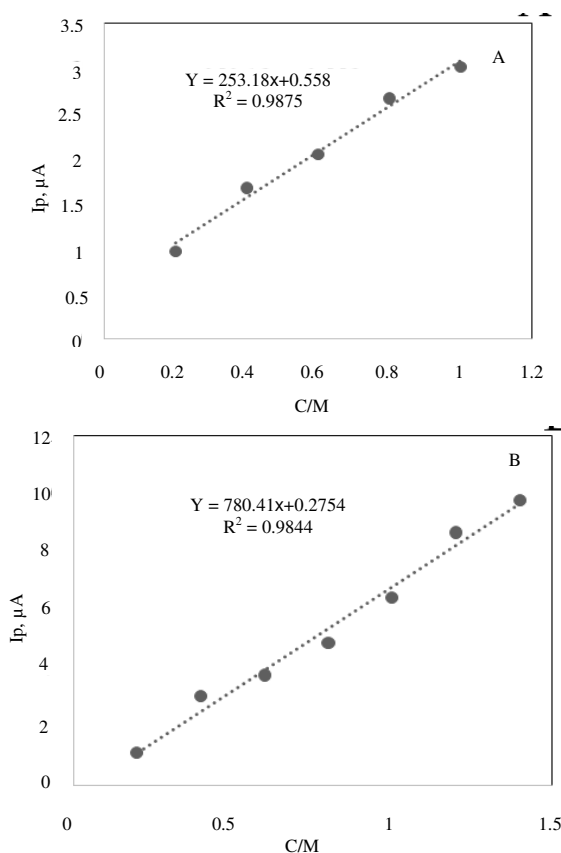 3.5
A
3
Y = 253.18x+0.558
R² = 0.9875
2.5
2
Ip, µA
1.5
1
0.5
0
0 0.2 0.4 0.6 0.8 1 1.2
C/M
12
B
10
Y = 780.41x+0.2754
R² = 0.9844
8
Ip, µA
6
4
2
0
0 0.5 1 1.5
C/M